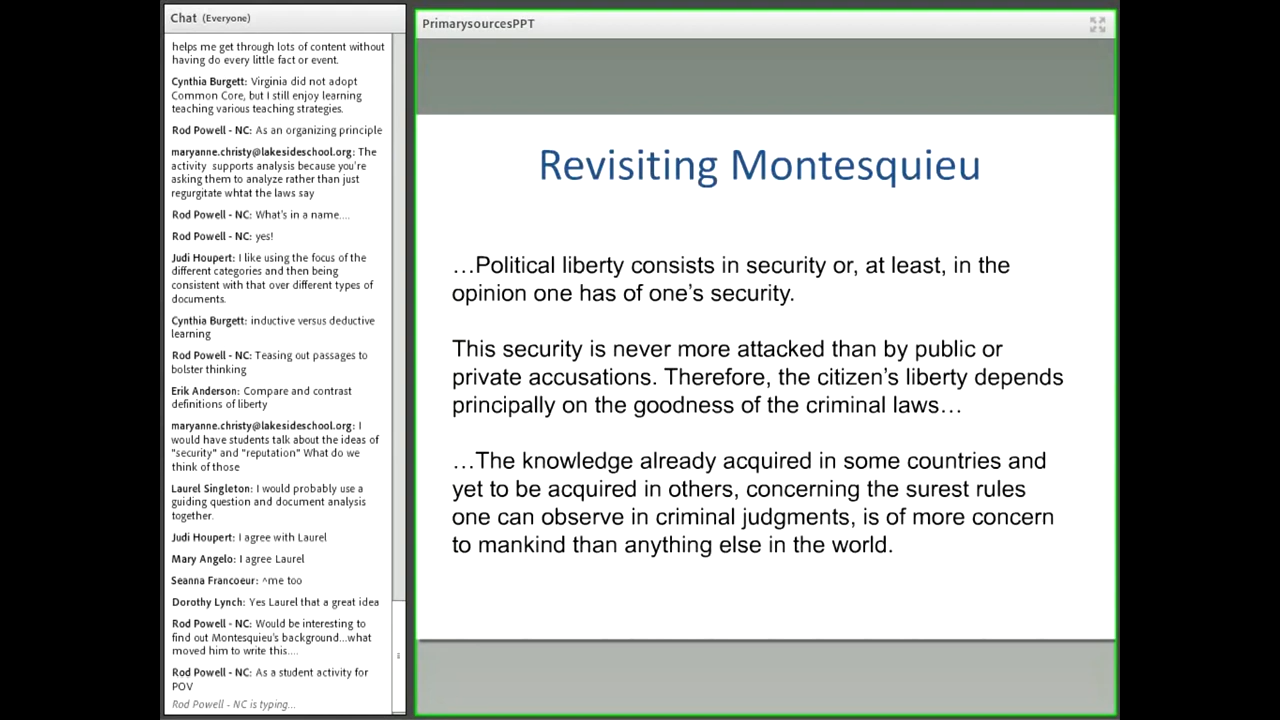 Chat (Everyone)
helps me get through lots of content without
having do every little fact or event.
Cynthia Burgett: Virginia did not adopt
Common Core, but I still enjoy learning
teaching various teaching strategies.
Rod Powell - NC: As an organizing principle
maryanne.christy@lakesideschool.org: The
activity supports analysis because you're
asking them to analyze rather than just
regurgitate whtat the laws say
Rod Powell - NC: What's in a name....
Rod Powell - NC: yes!
Judi Houpert: I like using the focus of the
different categories and then being
consistent with that over different types of
documents.
Cynthia Burgett: inductive versus deductive
learning
Rod Powell - NC: Teasing out passages to
bolster thinking
Erik Anderson: Compare and contrast
definitions of liberty
maryanne.christy@lakesideschool.org: I
would have students talk about the ideas of
"security" and "reputation" What do we
think of those
Laurel Singleton: I would probably use a
guiding question and document analysis
together.
Judi Houpert: I agree with Laurel
Mary Angelo: I agree Laurel
Seanna Francoeur: ^me too
Dorothy Lynch: Yes Laurel that a great idea
Rod Powell - NC: Would be interesting to
find out Montesquieu's background...what
moved him to write this....
Rod Powell - NC: As a student activity for
POV
Rod Powell - NC is typing...
PrimarysourcesPPT
Revisiting Montesquieu
…Political liberty consists in security or, at least, in the
opinion one has of one’s security.
This security is never more attacked than by public or
private accusations. Therefore, the citizen’s liberty depends
principally on the goodness of the criminal laws…
…The knowledge already acquired in some countries and
yet to be acquired in others, concerning the surest rules
one can observe in criminal judgments, is of more concern
to mankind than anything else in the world.